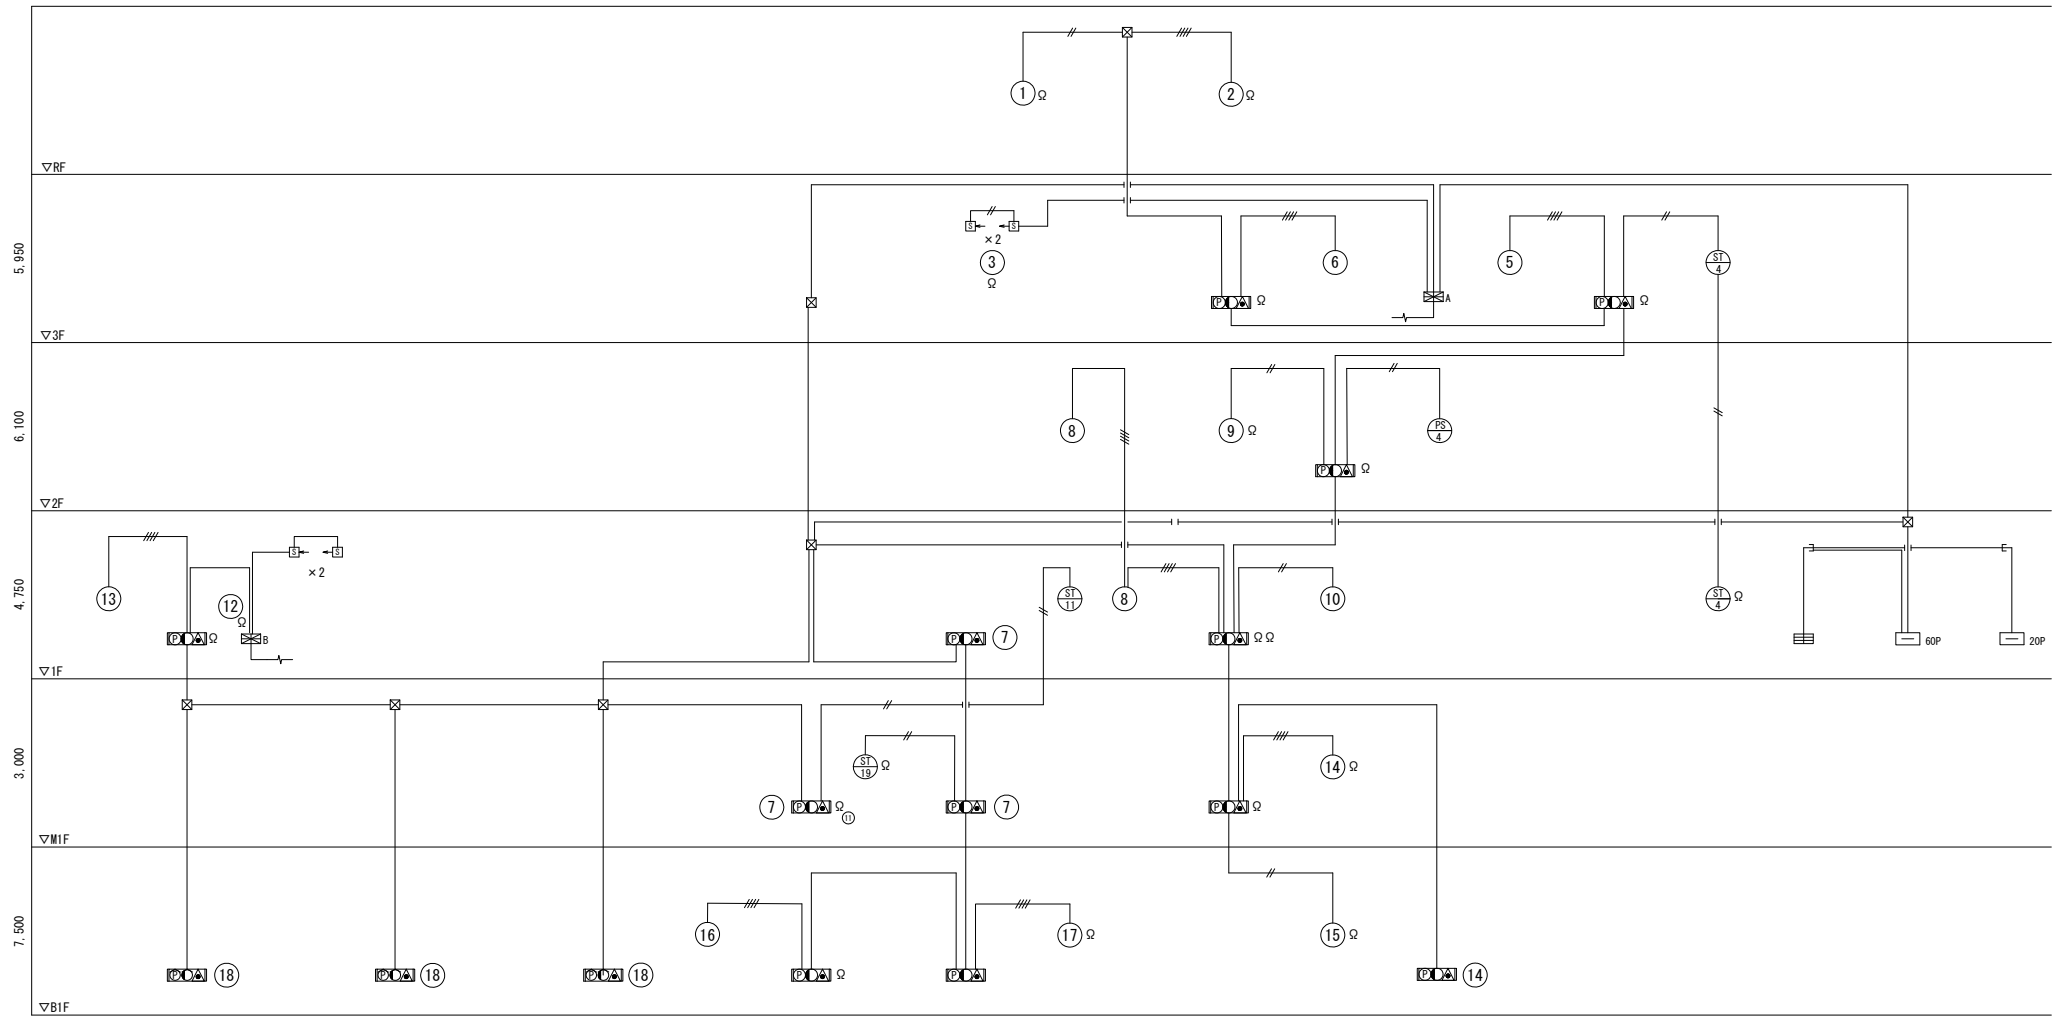 1 Ω
2 Ω
▽RF
5,950
S S
×2
3
Ω
6
5
ST
4
P Ω
A
P Ω
▽3F
6,100
8
9 Ω
PS
4
P Ω
▽2F
4,750
13
12
Ω
S S
×2
P Ω
B
ST
11
8
10
ST
4 Ω
P 7
P Ω Ω
60P
20P
▽1F
3,000
ST
19 Ω
14 Ω
7 P Ω
11
P 7
P Ω
▽M1F
7,500
16
17 Ω
15 Ω
P 18
P 18
P 18
P Ω
P
P 14
▽B1F